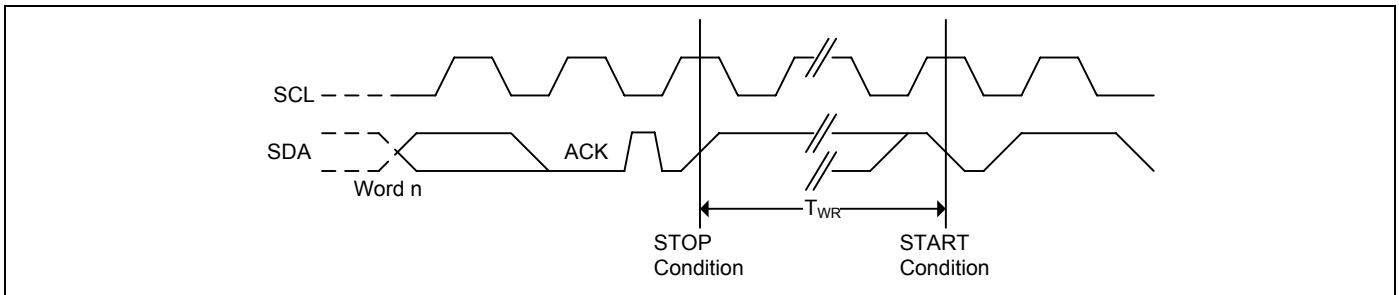 SCL
SDA
ACK
Word n
TWR
STOP
Condition
START
Condition